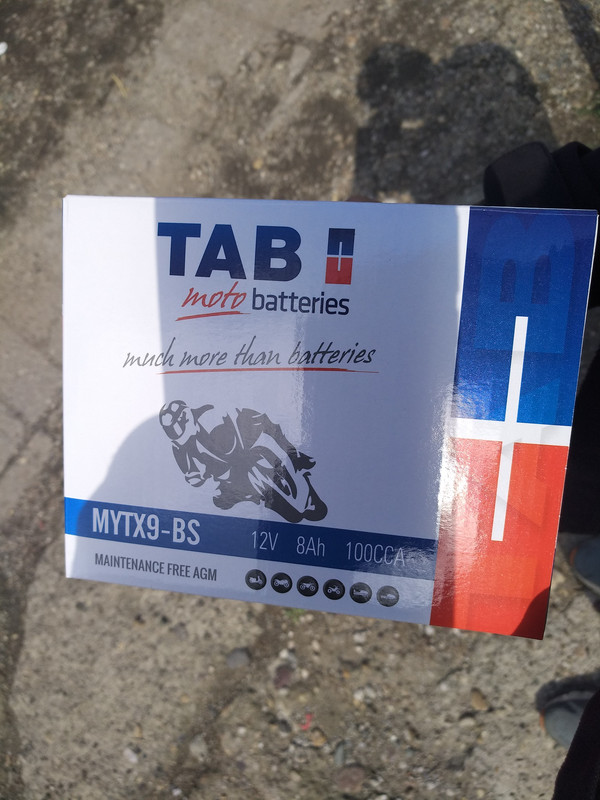 TAB
moto batteries
much more than batteries
MYTX9-BS 12V 8Ah 100CCA
MAINTENANCE FREE AGM